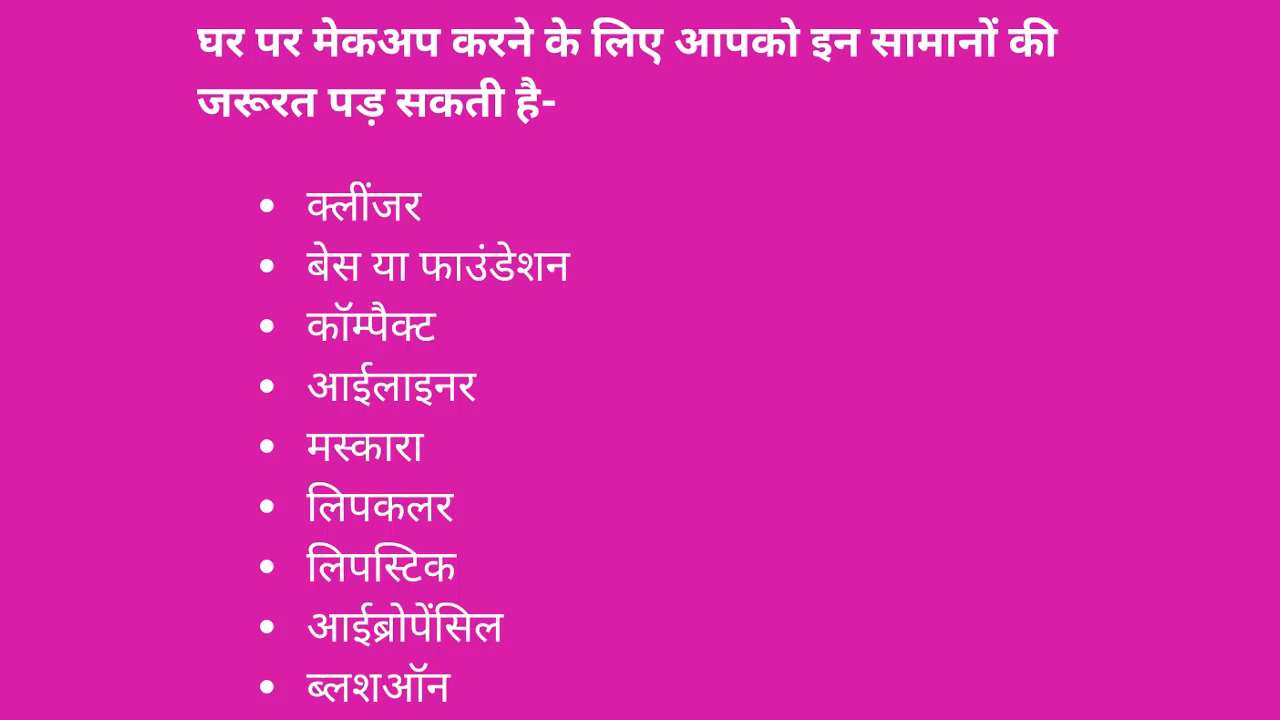 घर पर मेकअप करने के लिए आपको इन सामानों की
जरूरत पड़ सकती है-
• क्लींजर
• बेस या फाउंडेशन
• कॉम्पैक्ट
• आईलाइनर
• मस्कारा
• लिपकलर
• लिपस्टिक
• आईब्रोपेंसिल
• ब्लशऑन